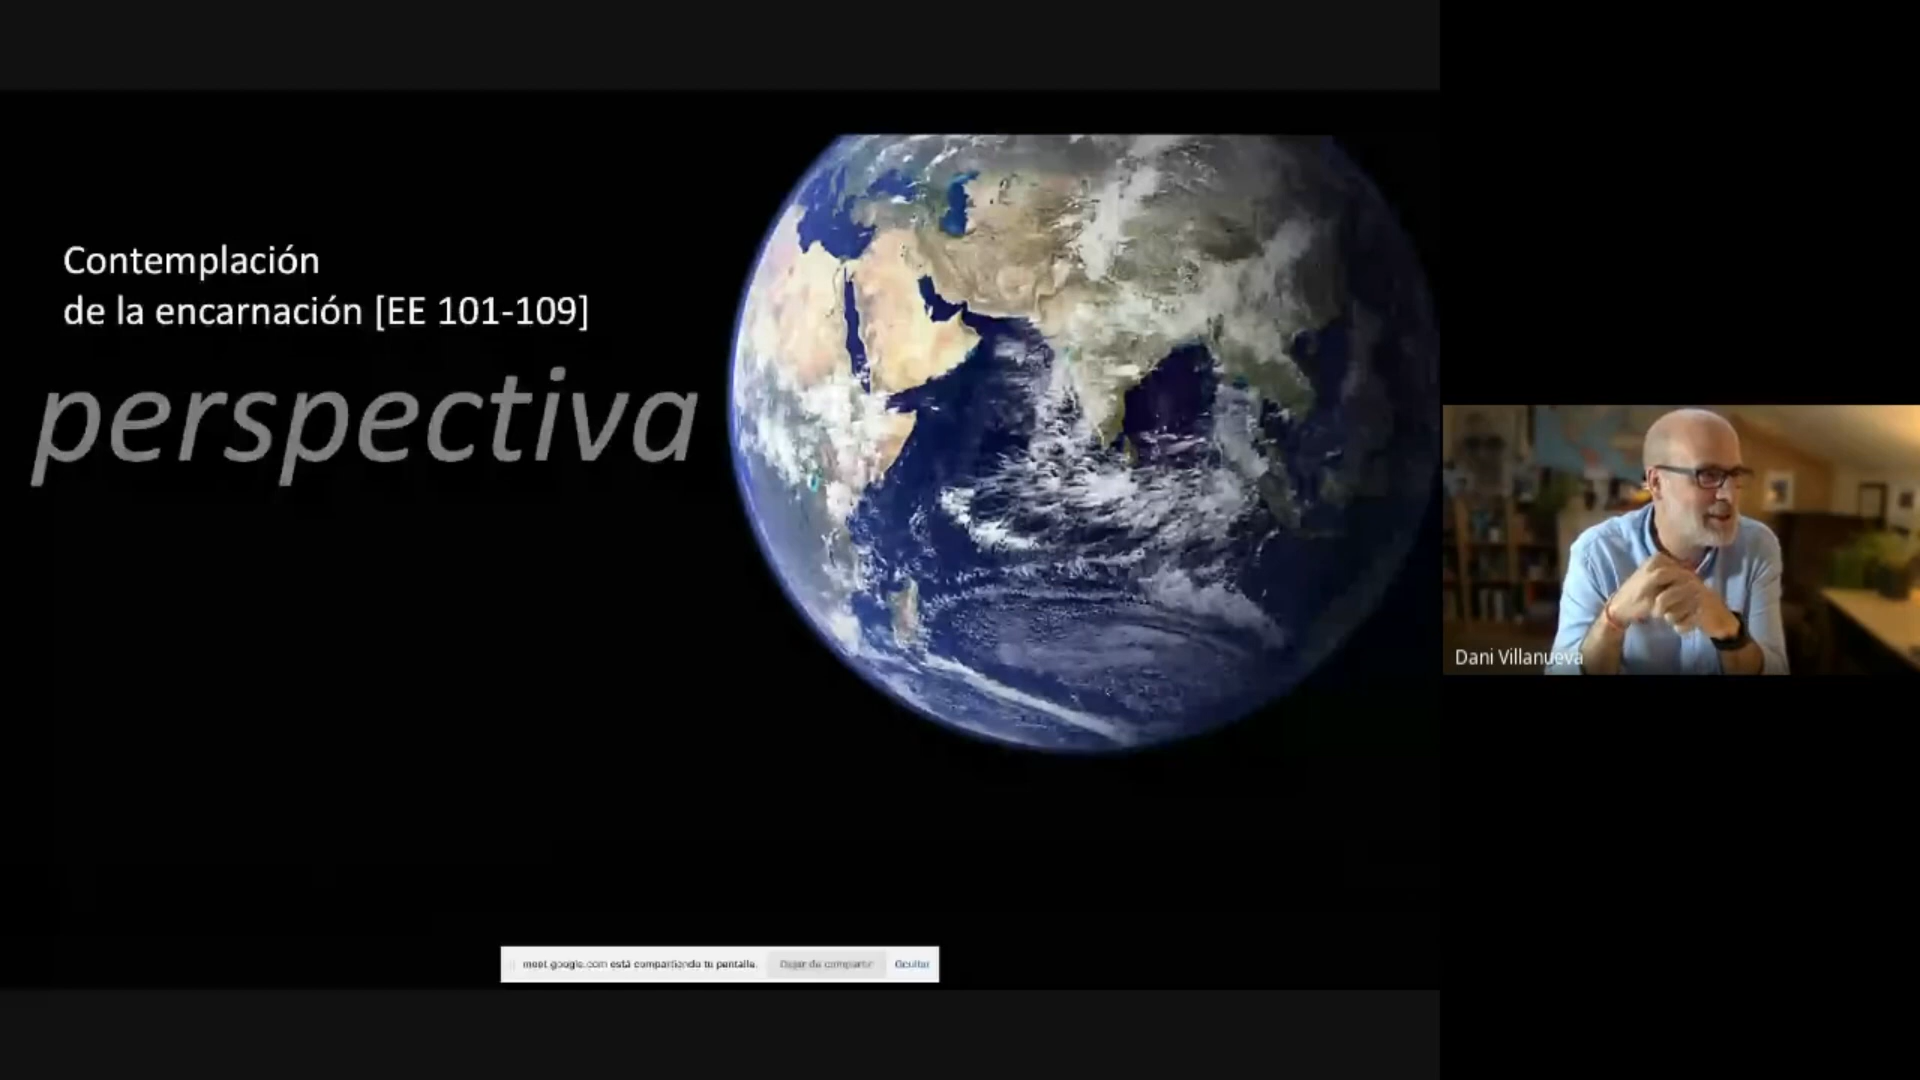 Contemplación
de la encarnación [EE 101-109]
perspectiva
Dani Villanueva
meet.google.com está compartiendo tu pantalla. Dejar de compartir Ocultar